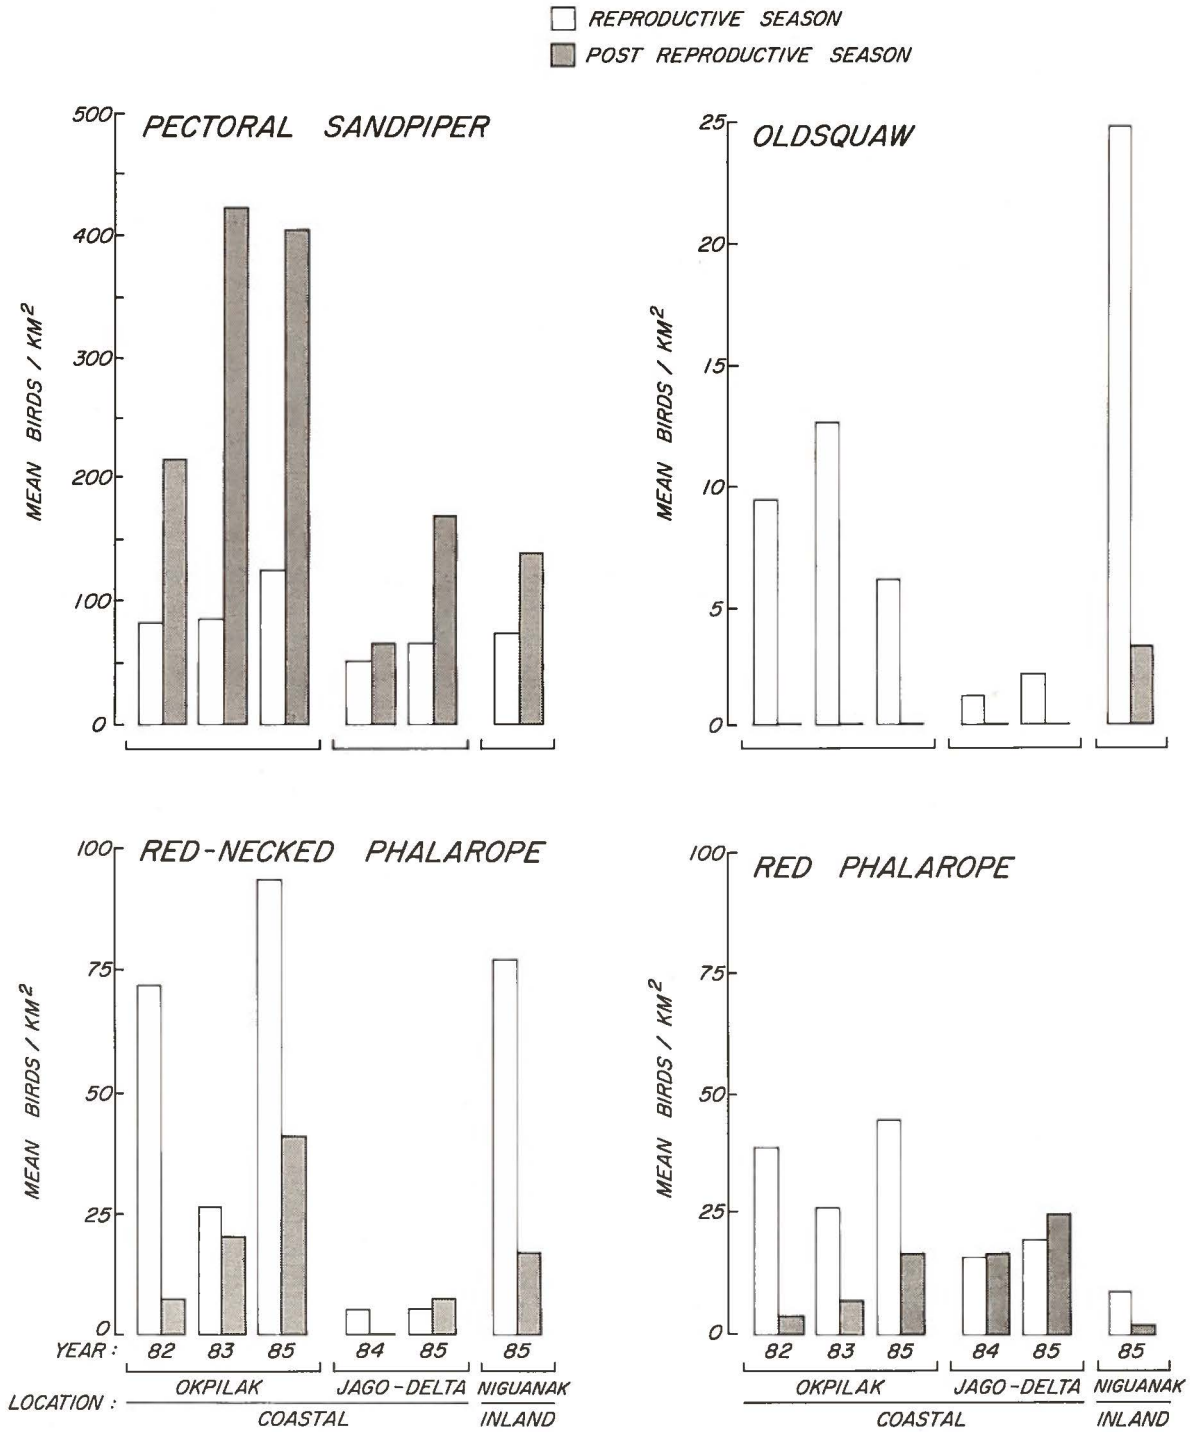 REPRODUCTIVE SEASON
POST REPRODUCTIVE SEASON
PECTORAL SANDPIPER
500
400
300
200
100
0
MEAN BIRDS / KM²
OLDSQUAW
25
20
15
10
5
0
MEAN BIRDS / KM²
RED-NECKED PHALAROPE
100
75
50
25
0
MEAN BIRDS / KM²
YEAR : 82 83 85 84 85 85
LOCATION : OKPILAK JAGO-DELTA NIGUANAK
COASTAL INLAND
RED PHALAROPE
100
75
50
25
0
MEAN BIRDS / KM²
82 83 85 84 85 85
OKPILAK JAGO-DELTA NIGUANAK
COASTAL INLAND